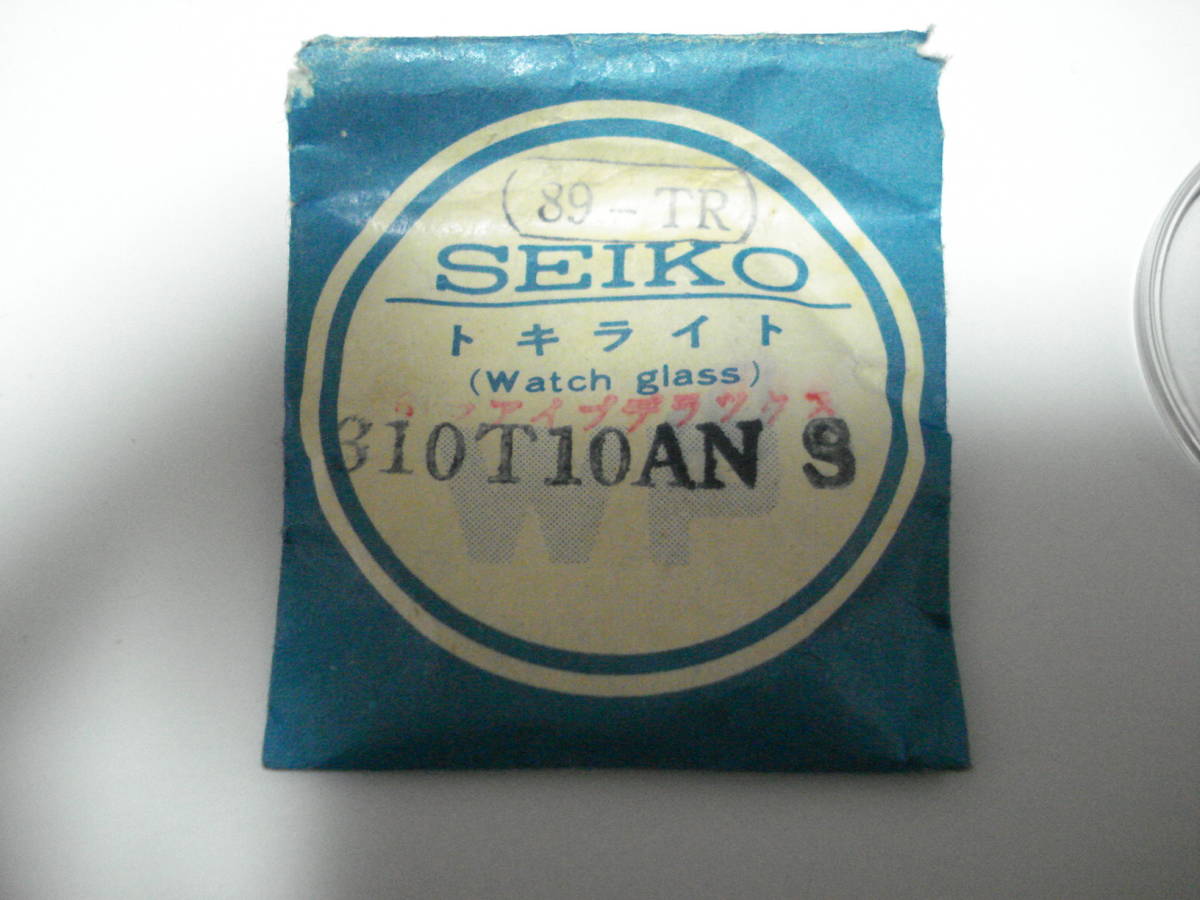 89 - TR
SEIKO
トキライト
(Watch glass)
ファイブデラックス
310T10AN S
WP